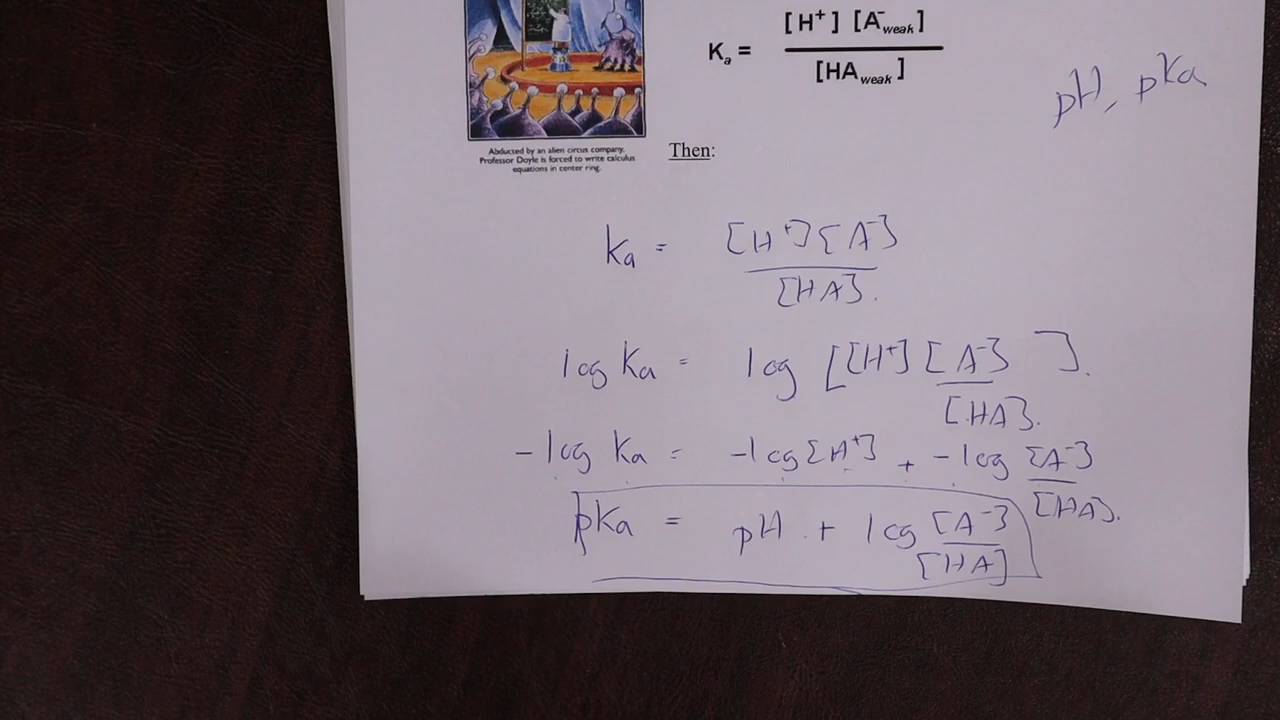 [H⁺] [A⁻weak]
Kₐ =
[HAweak]
pH, pKa
Abducted by an alien circus company,
Professor Doyle is forced to write calculus
equations in center ring.
Then:
Ka = [H⁺][A⁻]
[HA].
log Ka = log [[H⁺] [A⁻] ].
[HA].
-log Ka = -log[H⁺] + -log [A⁻]
[HA].
pKa = pH + log [A⁻]
[HA]